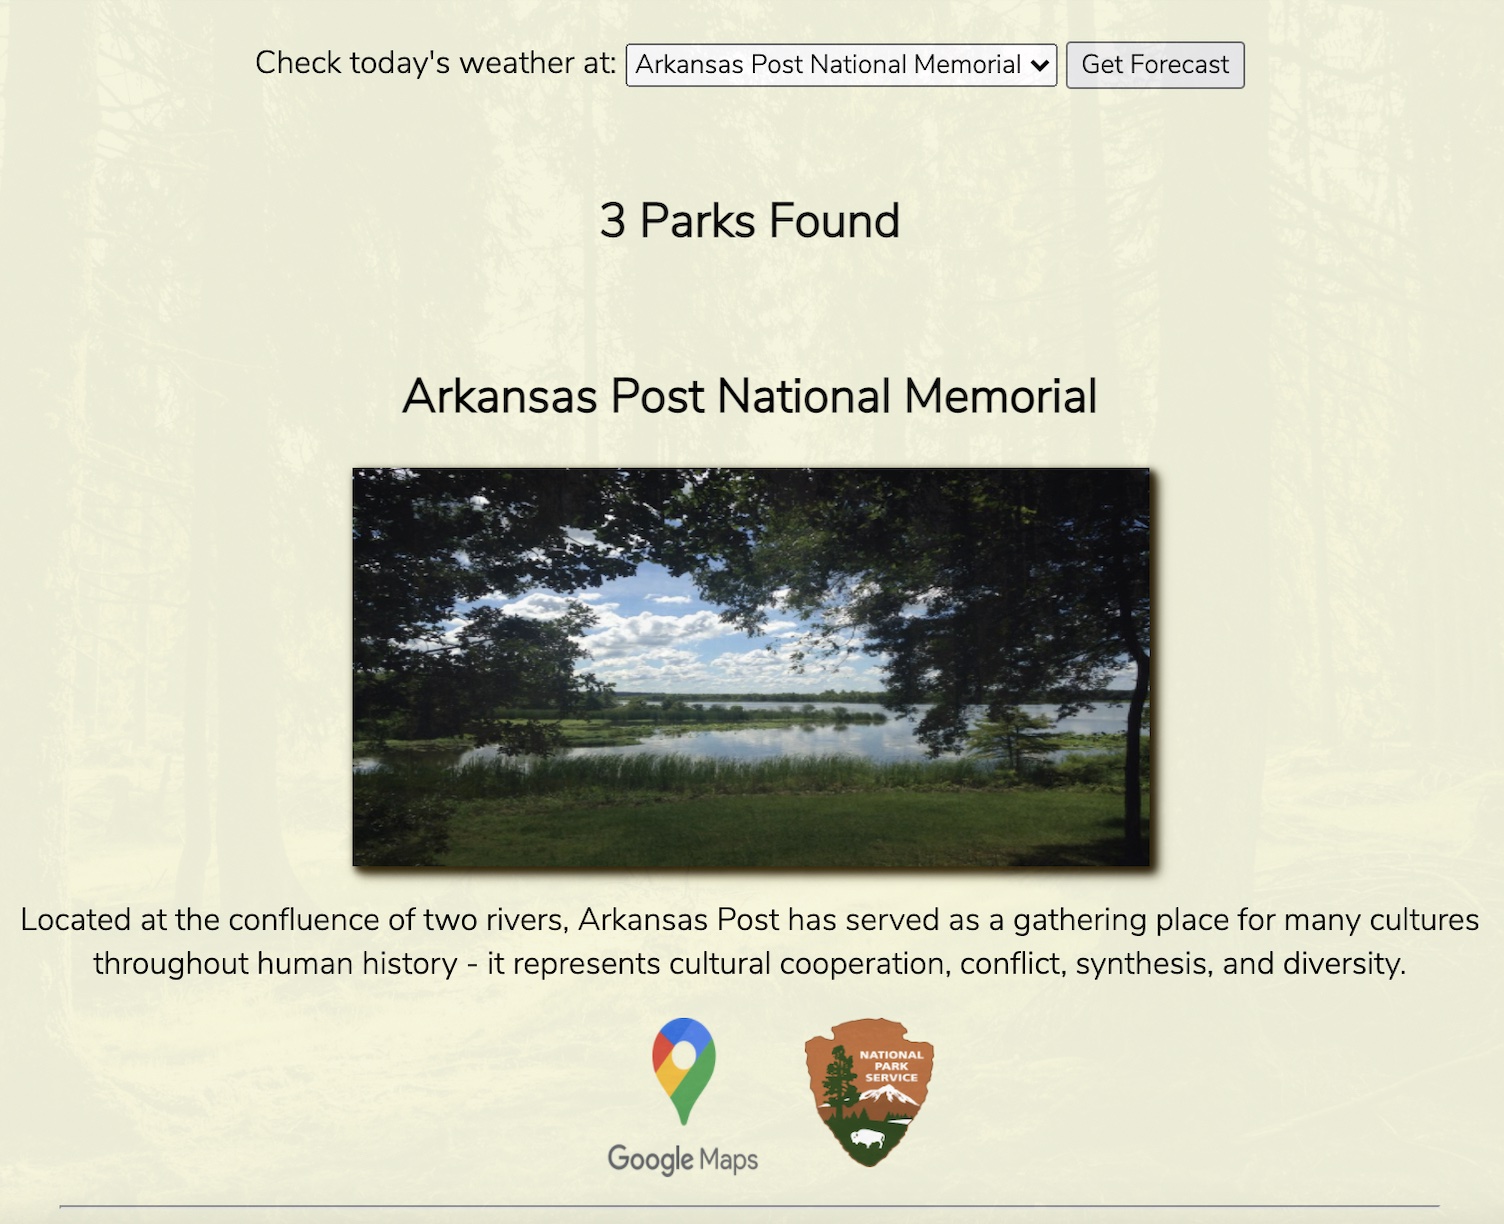 Check today's weather at: Arkansas Post National Memorial Get Forecast
3 Parks Found
Arkansas Post National Memorial
Located at the confluence of two rivers, Arkansas Post has served as a gathering place for many cultures
throughout human history - it represents cultural cooperation, conflict, synthesis, and diversity.
NATIONAL
PARK
SERVICE
Google Maps